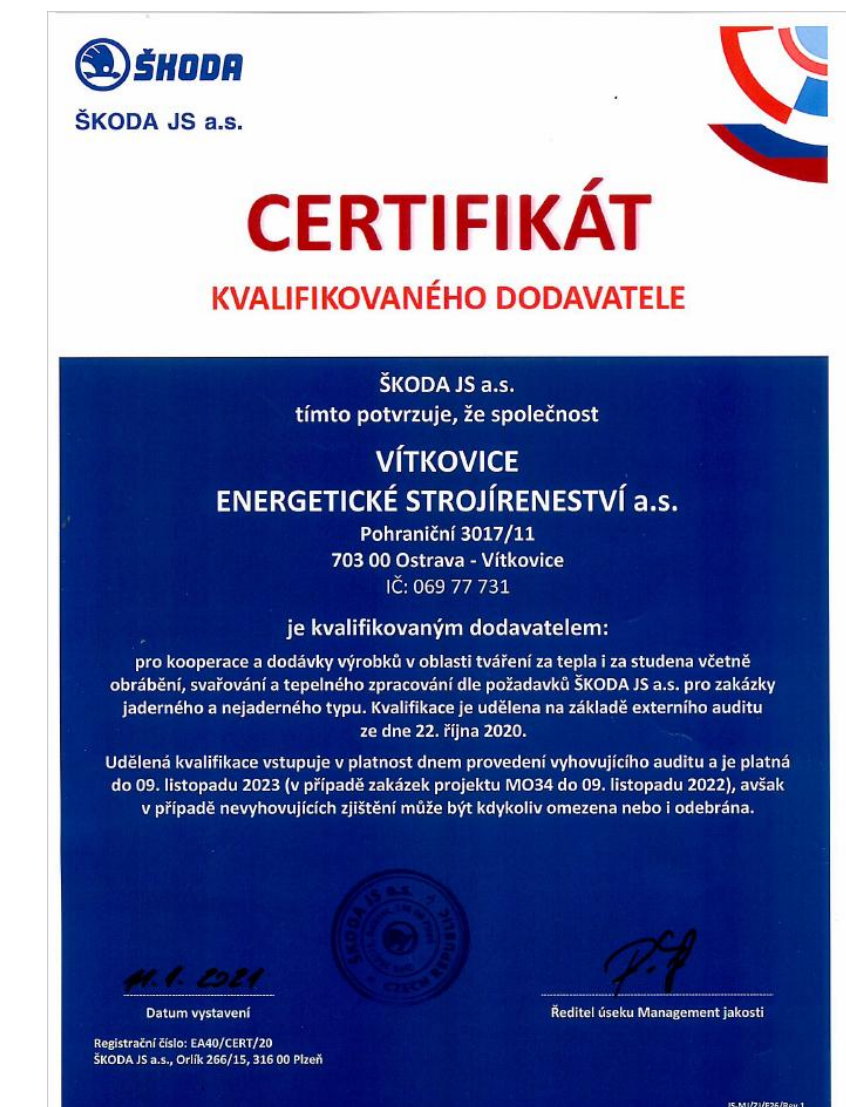 ŠKODA
ŠKODA JS a.s.
CERTIFIKÁT
KVALIFIKOVANÉHO DODAVATELE
ŠKODA JS a.s.
tímto potvrzuje, že společnost
VÍTKOVICE
ENERGETICKÉ STROJÍRENESTVÍ a.s.
Pohraniční 3017/11
703 00 Ostrava - Vítkovice
IČ: 069 77 731
je kvalifikovaným dodavatelem:
pro kooperace a dodávky výrobků v oblasti tváření za tepla i za studena včetně
obrábění, svařování a tepelného zpracování dle požadavků ŠKODA JS a.s. pro zakázky
jaderného a nejaderného typu. Kvalifikace je udělena na základě externího auditu
ze dne 22. října 2020.
Udělená kvalifikace vstupuje v platnost dnem provedení vyhovujícího auditu a je platná
do 09. listopadu 2023 (v případě zakázek projektu MO34 do 09. listopadu 2022), avšak
v případě nevyhovujících zjištění může být kdykoliv omezena nebo i odebrána.
ŠKODA JS a.s.
CZECH REPUBLIC
11.1.2021
Datum vystavení
Ředitel úseku Management jakosti
Registrační číslo: EA40/CERT/20
ŠKODA JS a.s., Orlík 266/15, 316 00 Plzeň